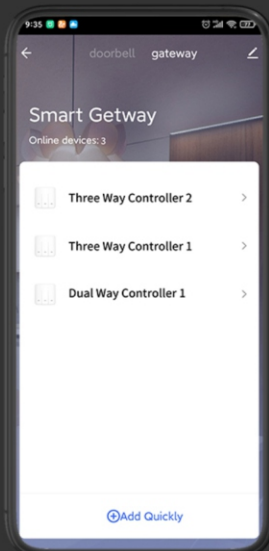 9:35
doorbell gateway
Smart Getway
Online devices: 3
Three Way Controller 2
Three Way Controller 1
Dual Way Controller 1
Add Quickly